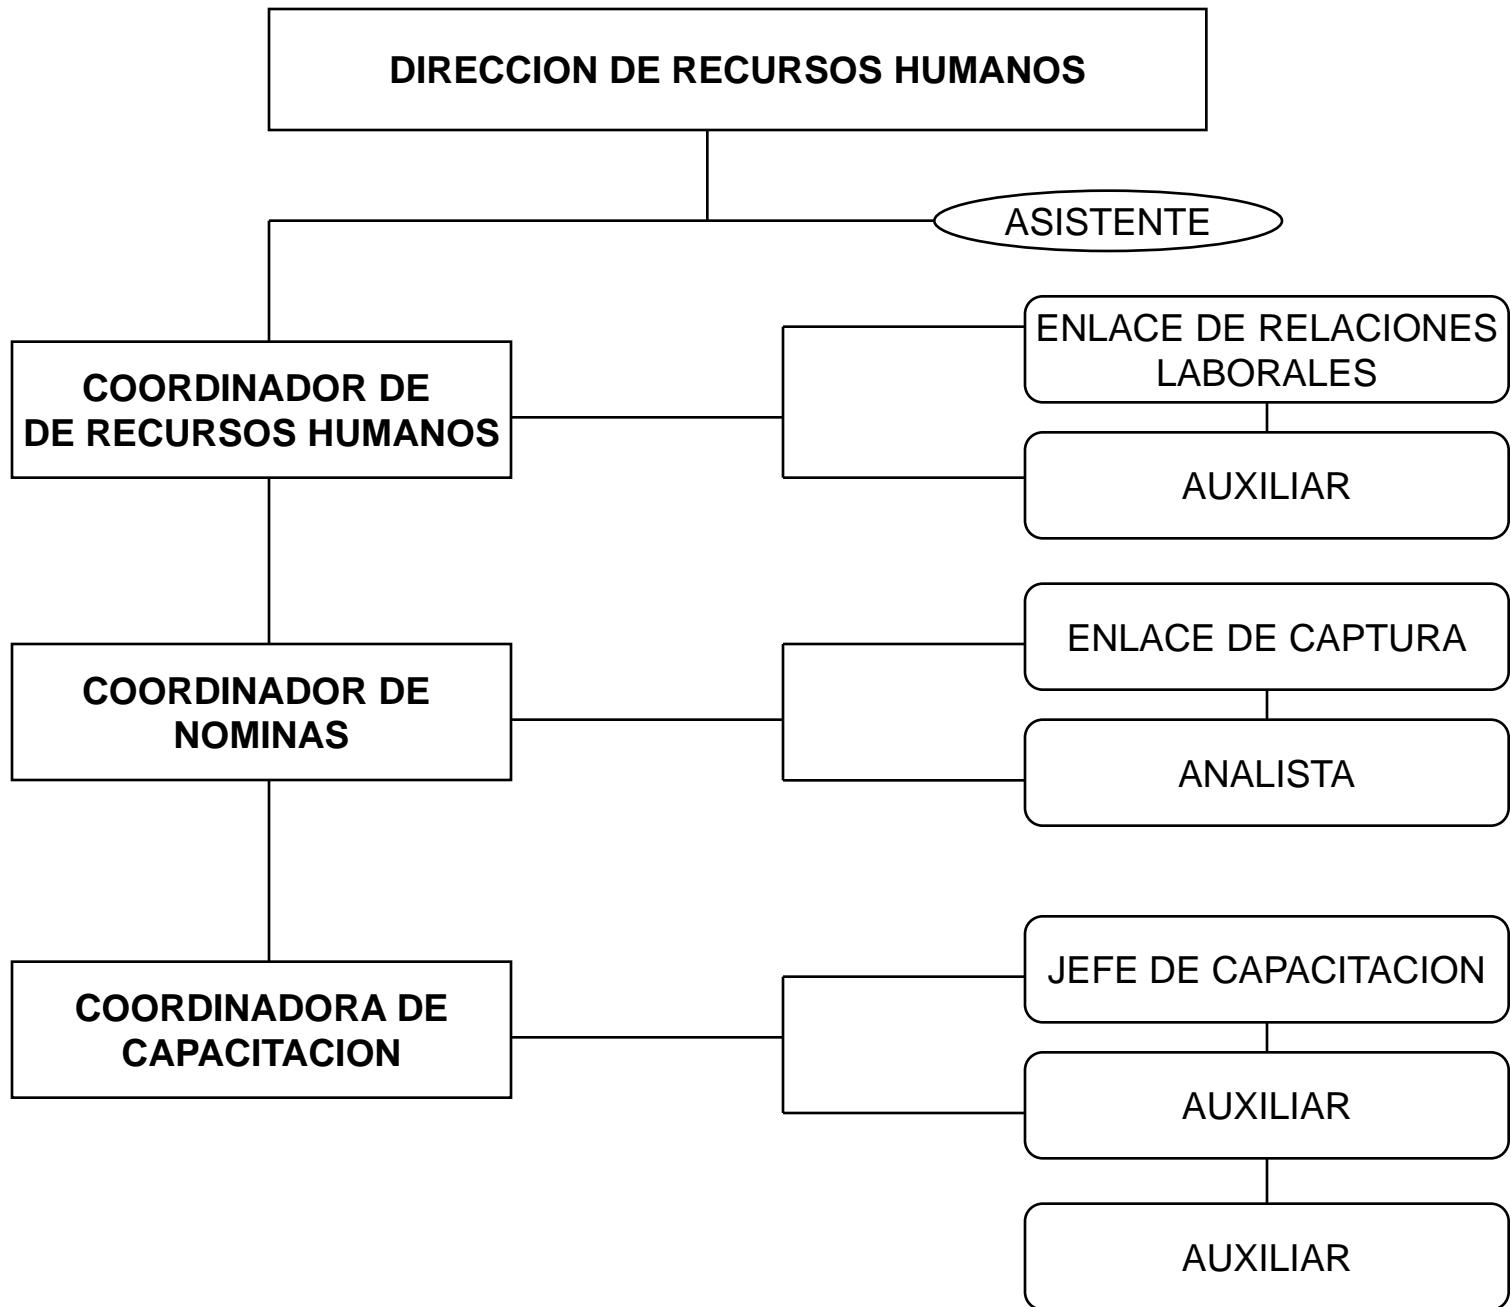 DIRECCION DE RECURSOS HUMANOS
ASISTENTE
COORDINADOR DE
DE RECURSOS HUMANOS
ENLACE DE RELACIONES
LABORALES
AUXILIAR
COORDINADOR DE
NOMINAS
ENLACE DE CAPTURA
ANALISTA
COORDINADORA DE
CAPACITACION
JEFE DE CAPACITACION
AUXILIAR
AUXILIAR